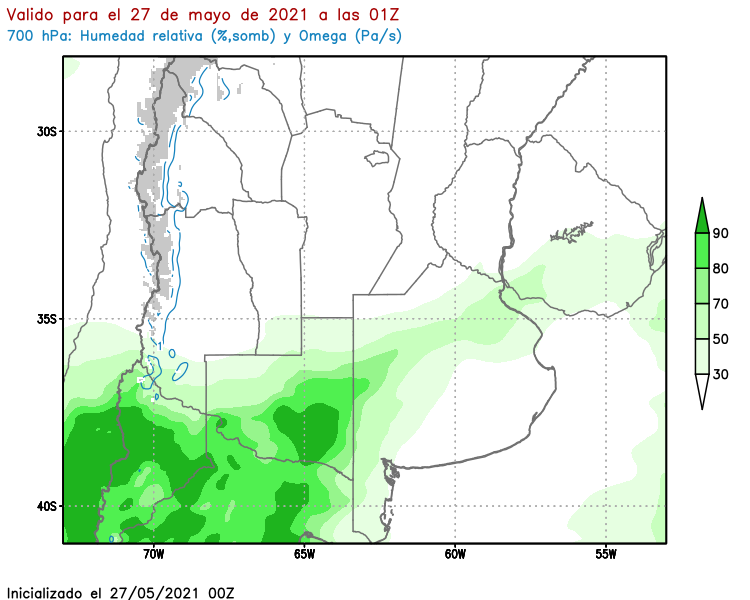 Valido para el 27 de mayo de 2021 a las 01Z
700 hPa: Humedad relativa (%,somb) y Omega (Pa/s)
30S
35S
40S
70W
65W
60W
55W
90
80
70
50
30
Inicializado el 27/05/2021 00Z